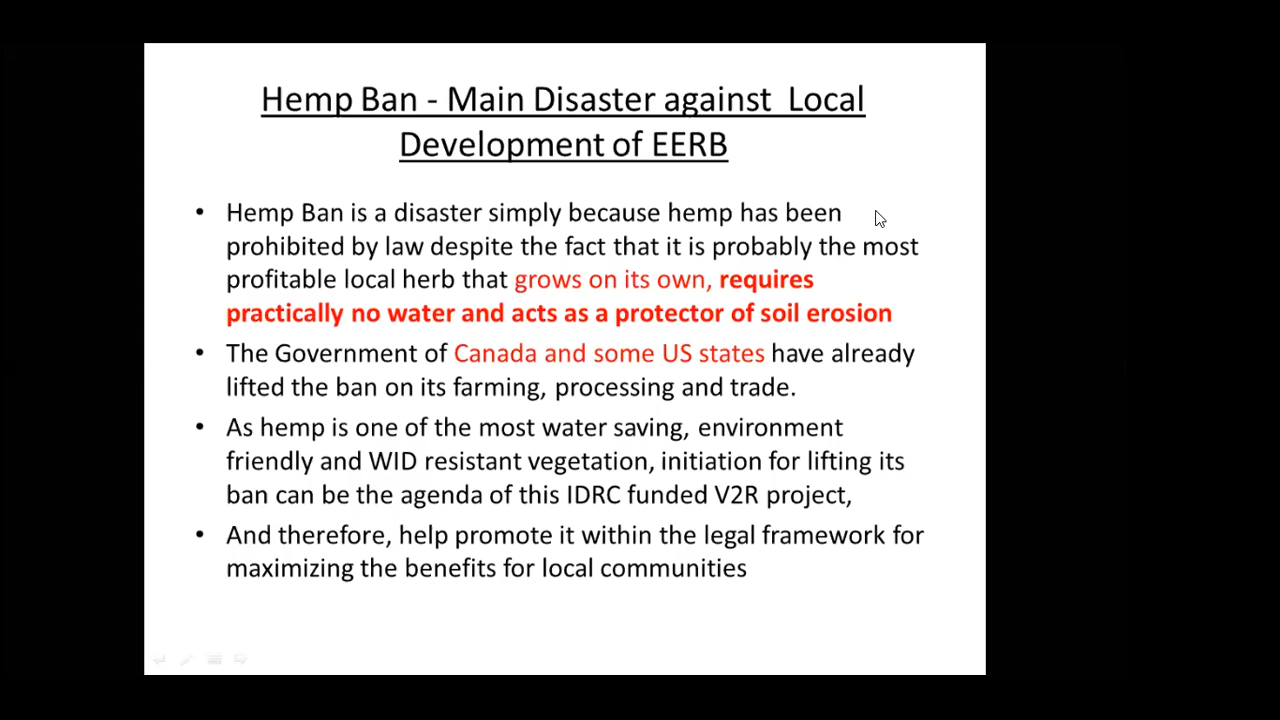 Hemp Ban - Main Disaster against Local
Development of EERB
• Hemp Ban is a disaster simply because hemp has been
prohibited by law despite the fact that it is probably the most
profitable local herb that grows on its own, requires
practically no water and acts as a protector of soil erosion
• The Government of Canada and some US states have already
lifted the ban on its farming, processing and trade.
• As hemp is one of the most water saving, environment
friendly and WID resistant vegetation, initiation for lifting its
ban can be the agenda of this IDRC funded V2R project,
• And therefore, help promote it within the legal framework for
maximizing the benefits for local communities